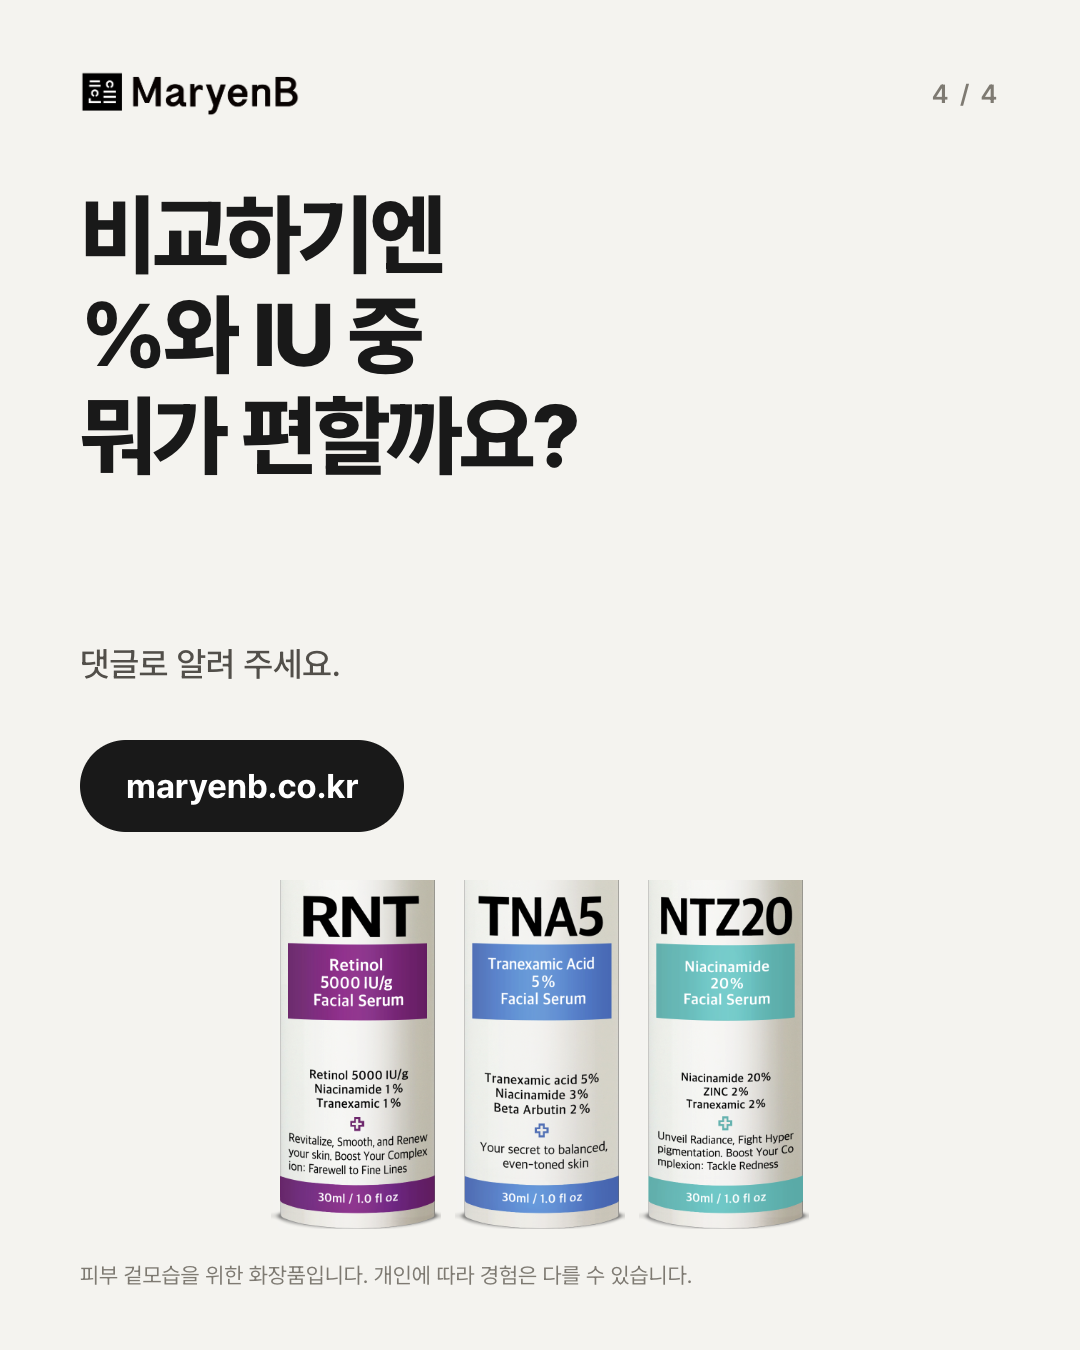 MaryenB
4 / 4
비교하기엔
%와 IU 중
뭐가 편할까요?
댓글로 알려 주세요.
maryenb.co.kr
RNT
Retinol
5000 IU/g
Facial Serum
Retinol 5000 IU/g
Niacinamide 1%
Tranexamic 1%
Revitalize, Smooth, and Renew
your skin. Boost Your Complex
ion: Farewell to Fine Lines
30ml / 1.0 fl oz
TNA5
Tranexamic Acid
5%
Facial Serum
Tranexamic acid 5%
Niacinamide 3%
Beta Arbutin 2%
Your secret to balanced,
even-toned skin
30ml / 1.0 fl oz
NTZ20
Niacinamide
20%
Facial Serum
Niacinamide 20%
ZINC 2%
Tranexamic 2%
Unveil Radiance, Fight Hyper
pigmentation. Boost Your Co
mplexion: Tackle Redness
30ml / 1.0 fl oz
피부 겉모습을 위한 화장품입니다. 개인에 따라 경험은 다를 수 있습니다.